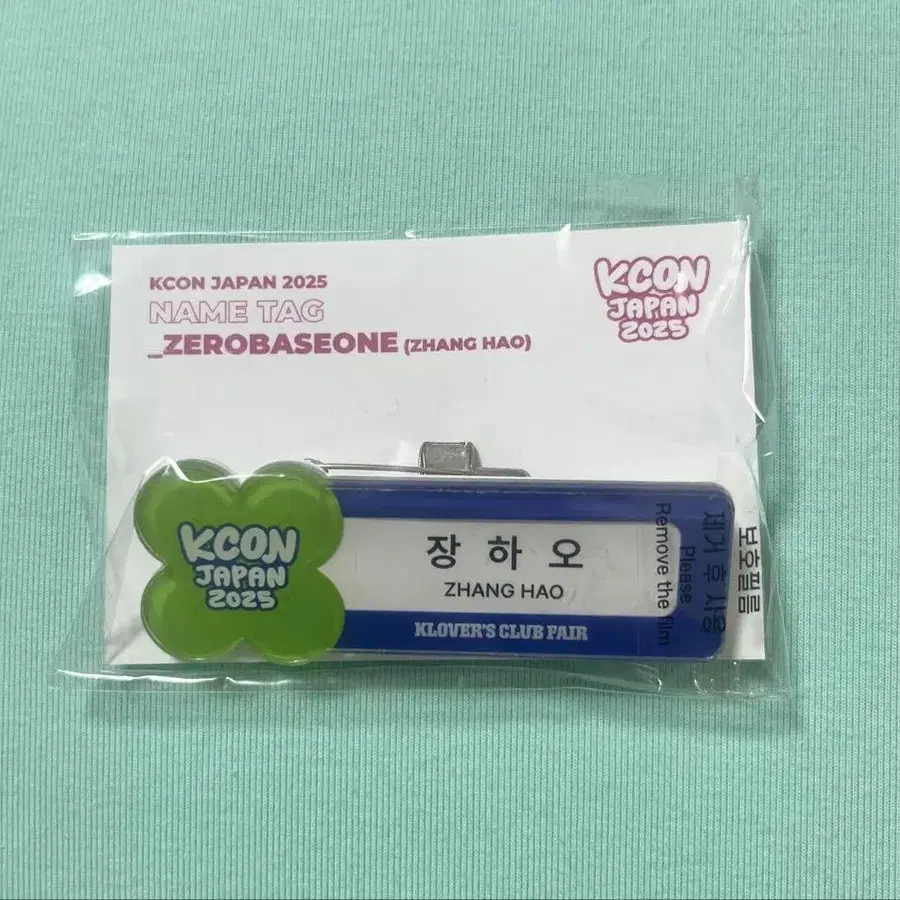 KCON JAPAN 2025
NAME TAG
_ZEROBASEONE (ZHANG HAO)
KCON
JAPAN
2025
KCON
JAPAN
2025
장 하 오
ZHANG HAO
KLOVER'S CLUB FAIR
보호필름
제거 후 사용
Please
Remove the film